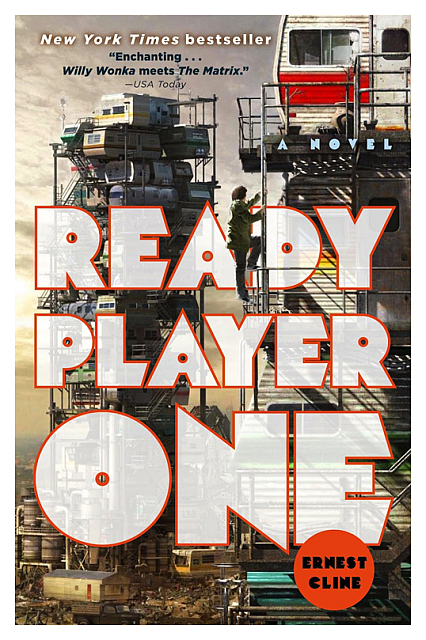 New York Times bestseller
“Enchanting . . .
Willy Wonka meets The Matrix.”
—USA Today
A NOVEL
READY
PLAYER
ONE
ERNEST
CLINE